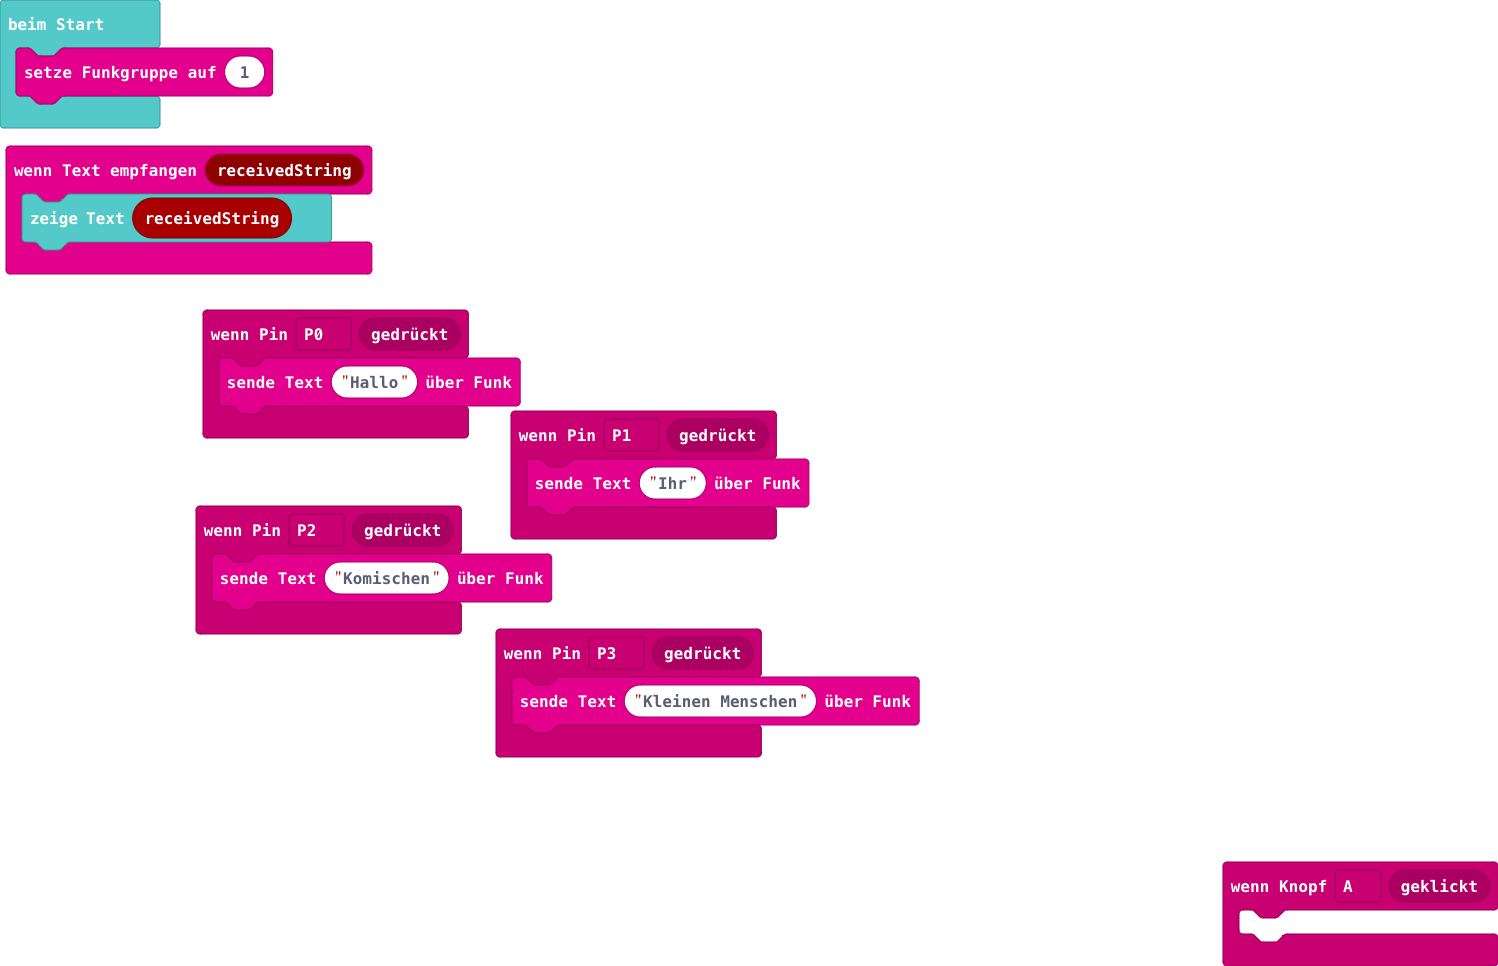 beim Start
setze Funkgruppe auf 1
wenn Text empfangen receivedString
zeige Text receivedString
wenn Pin P0 gedrückt
sende Text "Hallo" über Funk
wenn Pin P1 gedrückt
sende Text "Ihr" über Funk
wenn Pin P2 gedrückt
sende Text "Komischen" über Funk
wenn Pin P3 gedrückt
sende Text "Kleinen Menschen" über Funk
wenn Knopf A geklickt